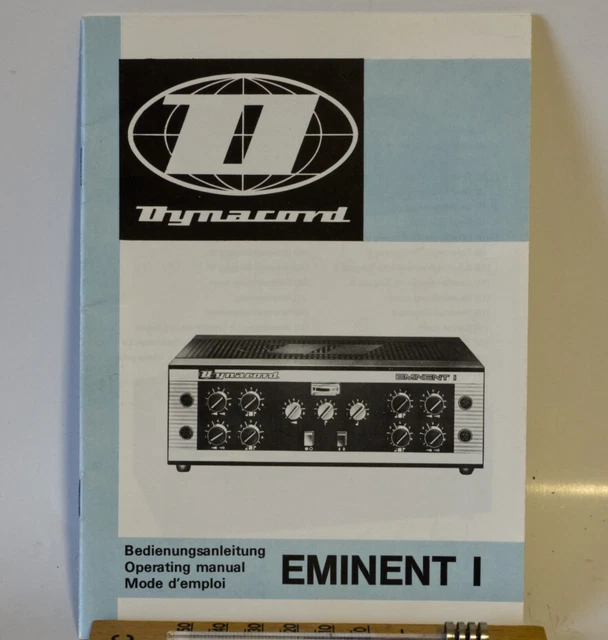 D
Dynacord
Dynacord EMINENT I
Bedienungsanleitung
Operating manual
Mode d'emploi
EMINENT I